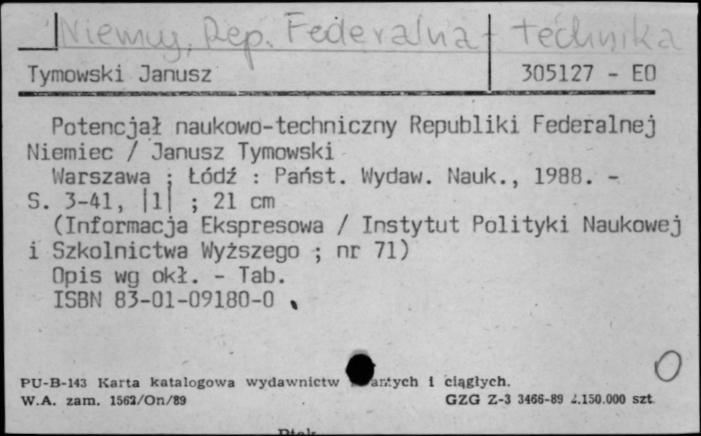 Niemcy, Rep. Federalna - technika
Tymowski Janusz 305127 - EO
Potencjał naukowo-techniczny Republiki Federalnej
Niemiec / Janusz Tymowski
Warszawa ; Łódź : Państ. Wydaw. Nauk., 1988. -
S. 3-41, |1| ; 21 cm
(Informacja Ekspresowa / Instytut Polityki Naukowej
i Szkolnictwa Wyższego ; nr 71)
Opis wg okł. - Tab.
ISBN 83-01-09180-0
O
PU-B-143 Karta katalogowa wydawnictw i ciągłych.
W.A. zam. 1562/On/89 GZG Z-3 3466-89 2.150.000 szt.